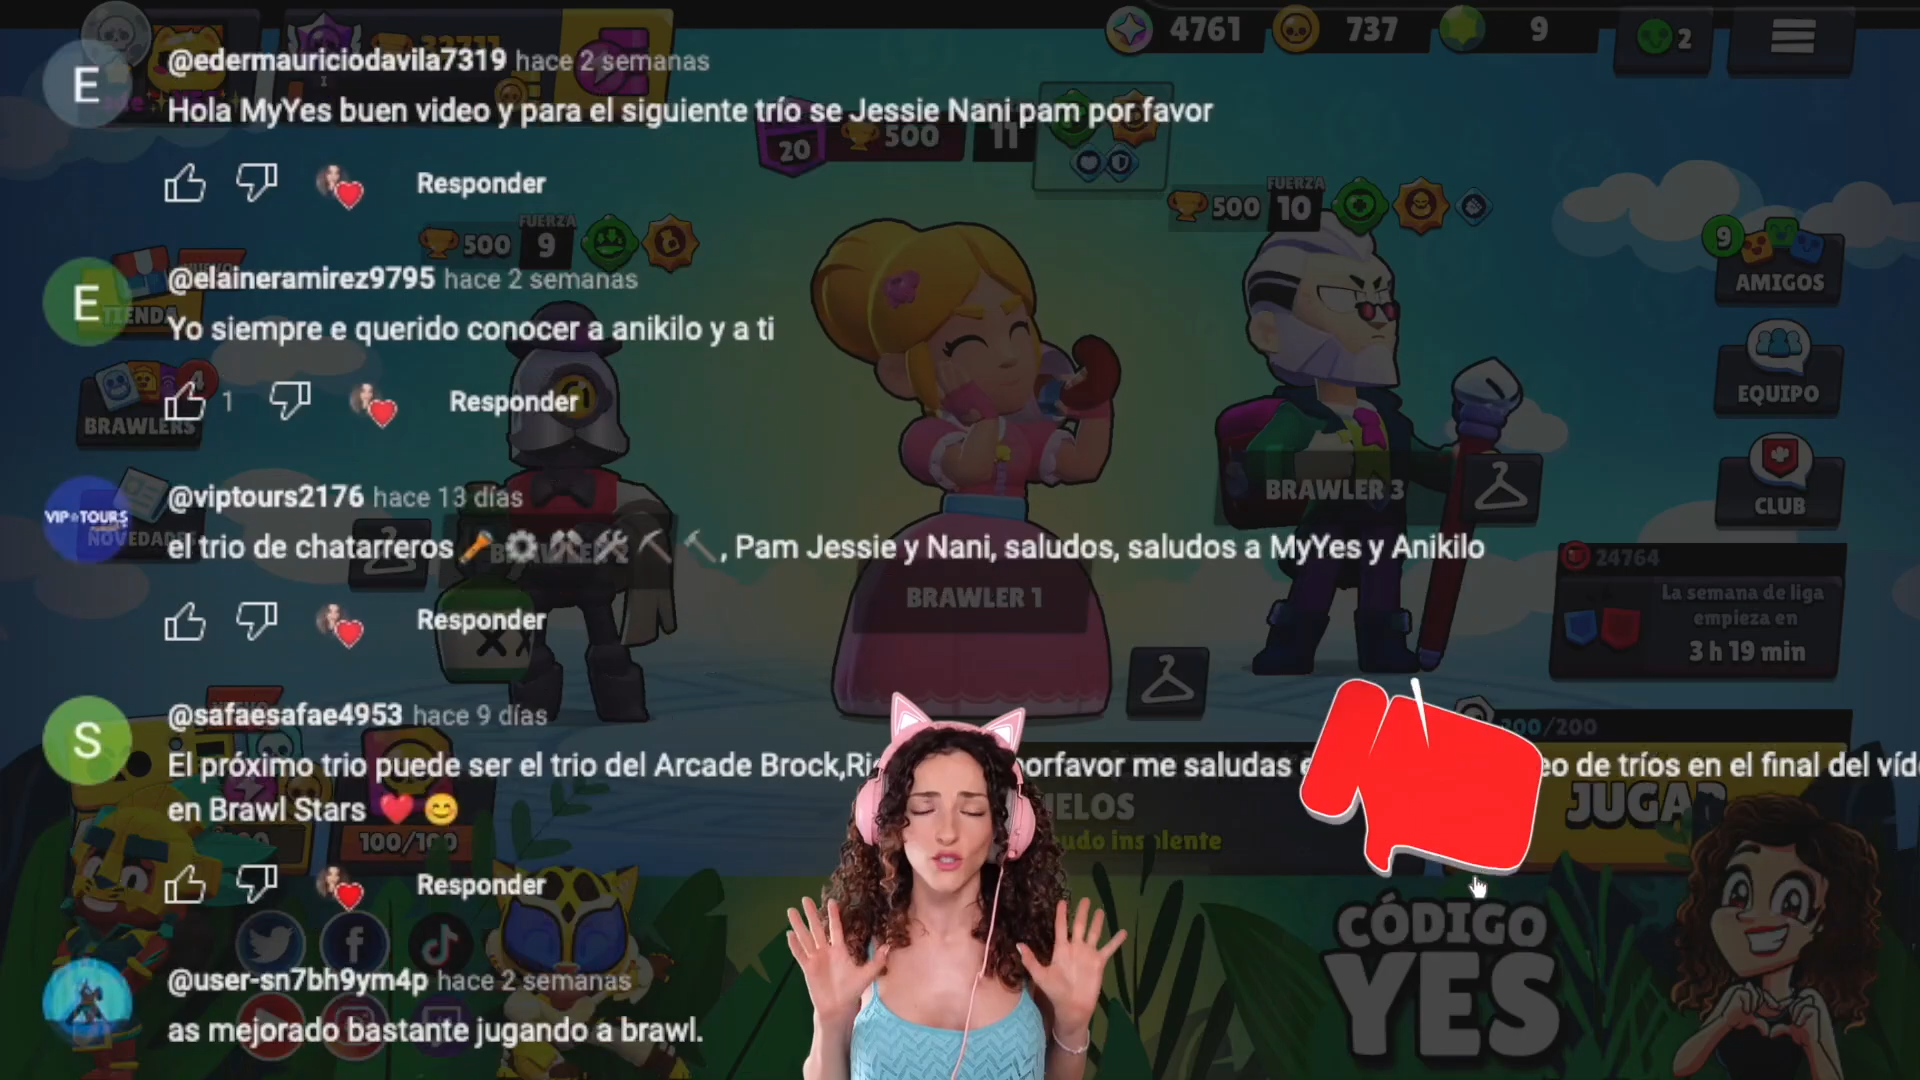 4761
737
9
2
@edermauriciodavila7319 hace 2 semanas
Hola MyYes buen video y para el siguiente trío se Jessie Nani pam por favor
20
500
11
Responder
500
FUERZA
9
500
FUERZA
10
9
AMIGOS
@elaineramirez9795 hace 2 semanas
TIENDA
Yo siempre e querido conocer a anikilo y a ti
EQUIPO
4
BRAWLERS
1
Responder
BRAWLER 3
CLUB
@viptours2176 hace 13 días
VIP TOURS
el trio de chatarreros, Pam Jessie y Nani, saludos, saludos a MyYes y Anikilo
BRAWLER 1
24764
La semana de liga
empieza en
3 h 19 min
Responder
@safaesafae4953 hace 9 días
El próximo trio puede ser el trio del Arcade Brock,
me saludas
de tríos en el final del
en Brawl Stars
JUGAR
100/100
Responder
CÓDIGO
YES
@user-sn7bh9ym4p hace 2 semanas
as mejorado bastante jugando a brawl.